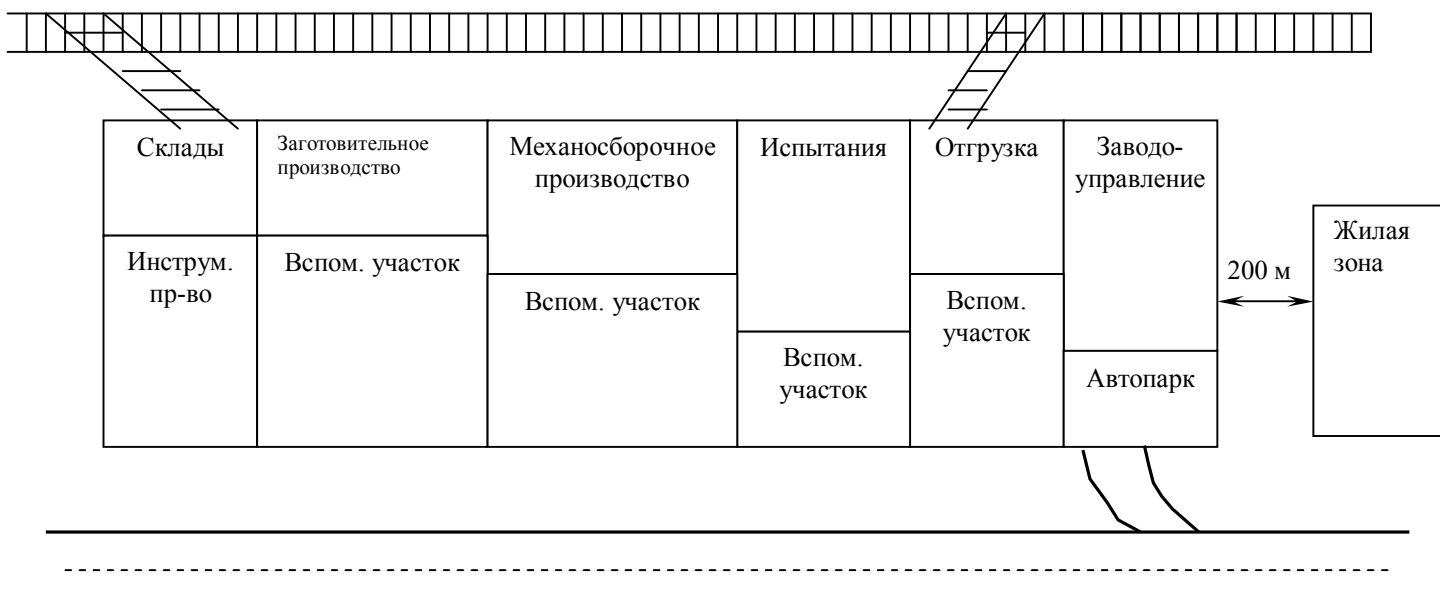 Склады
Заготовительное
производство
Механосборочное
производство
Испытания
Отгрузка
Заводо-
управление
Жилая
зона
Инструм.
пр-во
Вспом. участок
Вспом. участок
Вспом.
участок
Вспом.
участок
Автопарк
200 м